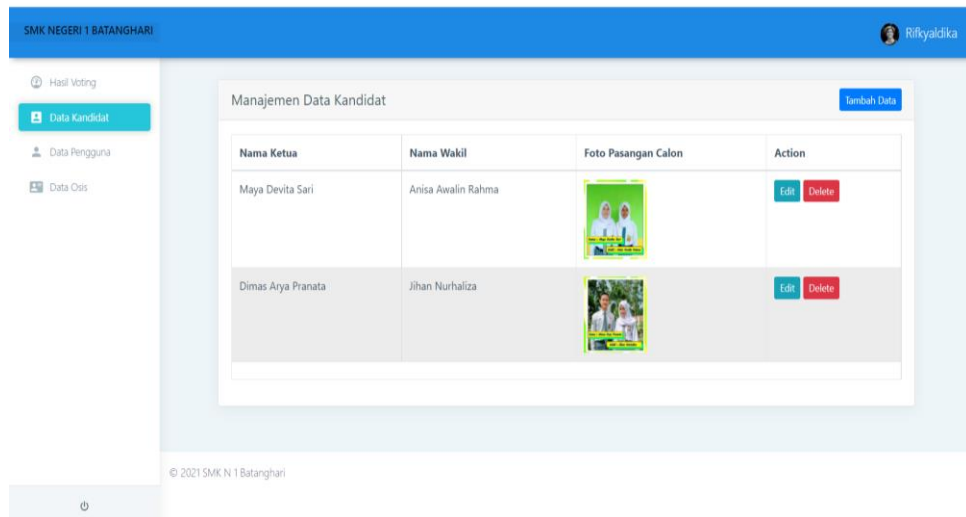 SMK NEGERI 1 BATANGHARI
Rifkyaldika
Hasil Voting
Data Kandidat
Data Pengguna
Data Osis
Manajemen Data Kandidat
Tambah Data
Nama Ketua Nama Wakil Foto Pasangan Calon Action
Maya Devita Sari Anisa Awalin Rahma Edit Delete
Dimas Arya Pranata Jihan Nurhaliza Edit Delete
© 2021 SMK N 1 Batanghari